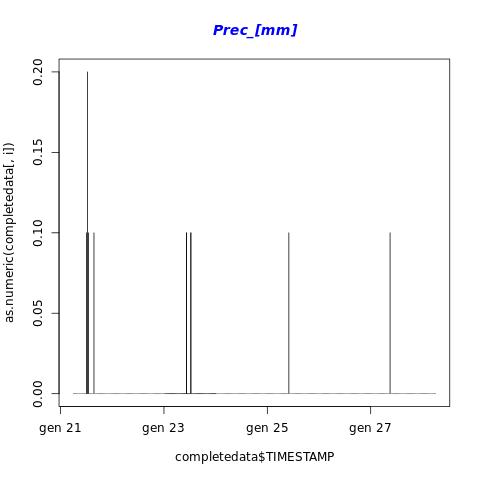 Prec_[mm]
0.20
0.15
0.10
0.05
0.00
as.numeric(completedata[, i])
gen 21
gen 23
gen 25
gen 27
completedata$TIMESTAMP